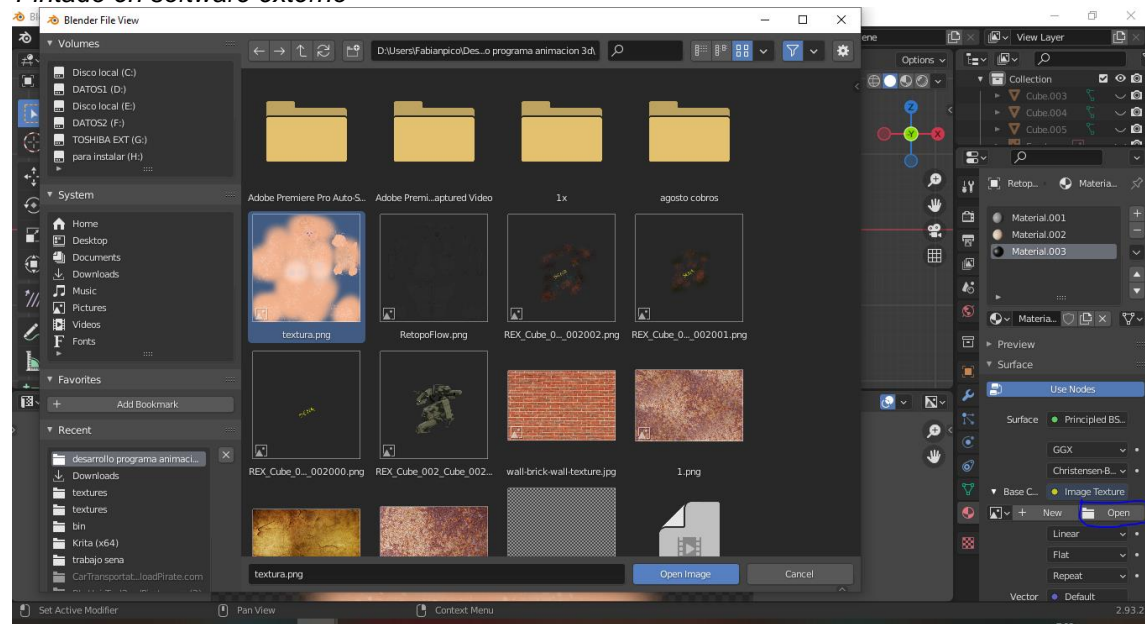 Pintado en software externo
Blender File View
Volumes
Disco local (C:)
DATOS1 (D:)
Disco local (E:)
DATOS2 (F:)
TOSHIBA EXT (G:)
para instalar (H:)
System
Home
Desktop
Documents
Downloads
Music
Pictures
Videos
Fonts
Favorites
Add Bookmark
Recent
desarrollo programa animaci...
Downloads
textures
textures
bin
Krita (x64)
trabajo sena
CarTransportat...loadPirate.com
D:\Users\Fabianpico\Des...o programa animacion 3d\
Adobe Premiere Pro Auto-S...
Adobe Premi...aptured Video
1x
agosto cobros
textura.png
RetopoFlow.png
REX_Cube_0..._002002.png
REX_Cube_0..._002001.png
REX_Cube_0..._002000.png
REX_Cube_002_Cube_002...
wall-brick-wall-texture.jpg
1.png
textura.png
Open Image
Cancel
ene
View Layer
Options
Collection
Cube.003
Cube.004
Cube.005
Z
Y
X
Retop...
Materia...
Material.001
Material.002
Material.003
Materia...
Preview
Surface
Use Nodes
Surface
Principled BS...
GGX
Christensen-B...
Base C...
Image Texture
New
Open
Linear
Flat
Repeat
Vector
Default
Set Active Modifier
Pan View
Context Menu
2.93.2